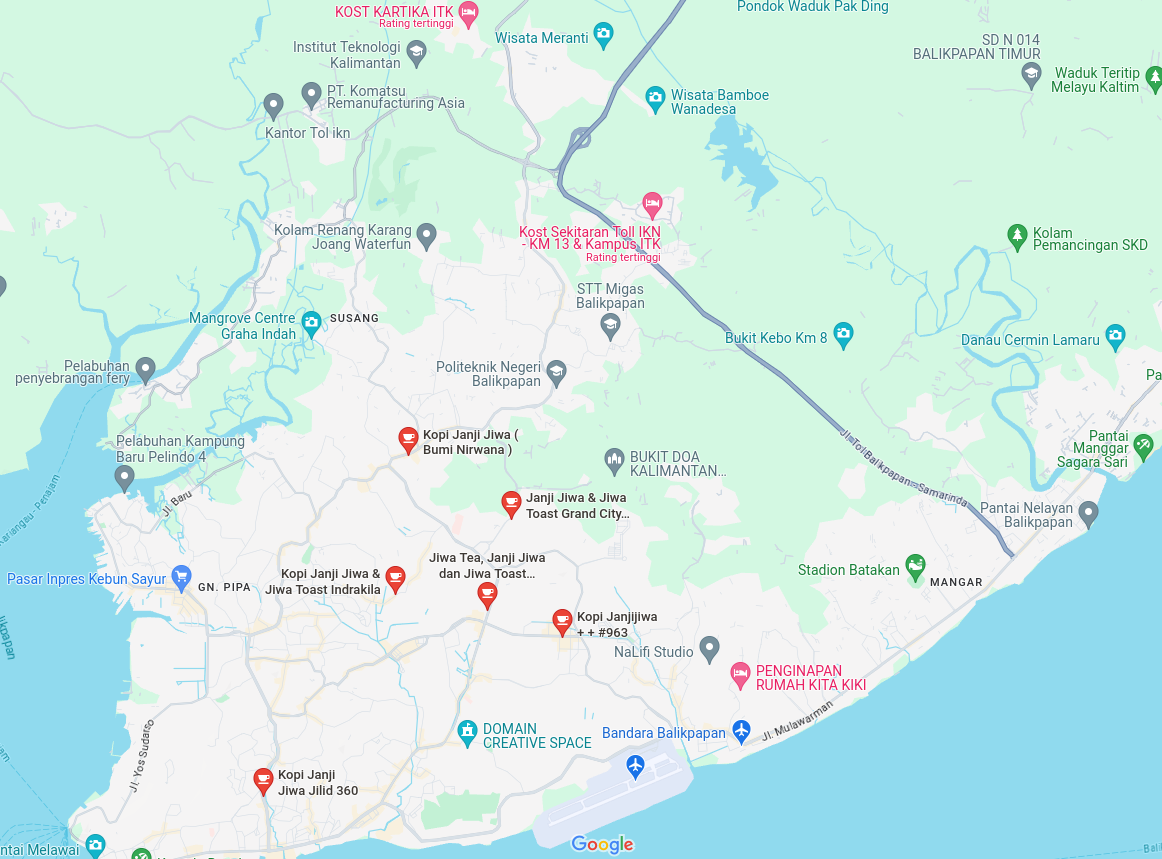 KOST KARTIKA ITK
Rating tertinggi
Pondok Waduk Pak Ding
Wisata Meranti
SD N 014
BALIKPAPAN TIMUR
Institut Teknologi
Kalimantan
Waduk Teritip
Melayu Kaltim
PT. Komatsu
Remanufacturing Asia
Wisata Bamboe
Wanadesa
Kantor Tol ikn
Kolam Renang Karang
Joang Waterfun
Kost Sekitaran Toll IKN
- KM 13 & Kampus ITK
Rating tertinggi
Kolam
Pemancingan SKD
STT Migas
Balikpapan
Mangrove Centre
Graha Indah
SUSANG
Bukit Kebo Km 8
Danau Cermin Lamaru
Pelabuhan
penyebrangan fery
Politeknik Negeri
Balikpapan
Pa
Pelabuhan Kampung
Baru Pelindo 4
Kopi Janji Jiwa (
Bumi Nirwana )
BUKIT DOA
KALIMANTAN...
Jl. Tol Balikpapan - Samarinda
Pantai
Manggar
Sagara Sari
Kariangau - Penajam
Jl. Baru
Janji Jiwa & Jiwa
Toast Grand City...
Pantai Nelayan
Balikpapan
Jiwa Tea, Janji Jiwa
dan Jiwa Toast...
Pasar Inpres Kebun Sayur
GN. PIPA
Kopi Janji Jiwa &
Jiwa Toast Indrakila
Stadion Batakan
MANGAR
Kopi Janjijiwa
+ + #963
NaLifi Studio
PENGINAPAN
RUMAH KITA KIKI
Jl. Yos Sudarso
DOMAIN
CREATIVE SPACE
Bandara Balikpapan
Jl. Mulawarman
Kopi Janji
Jiwa Jilid 360
ntai Melawai
Google